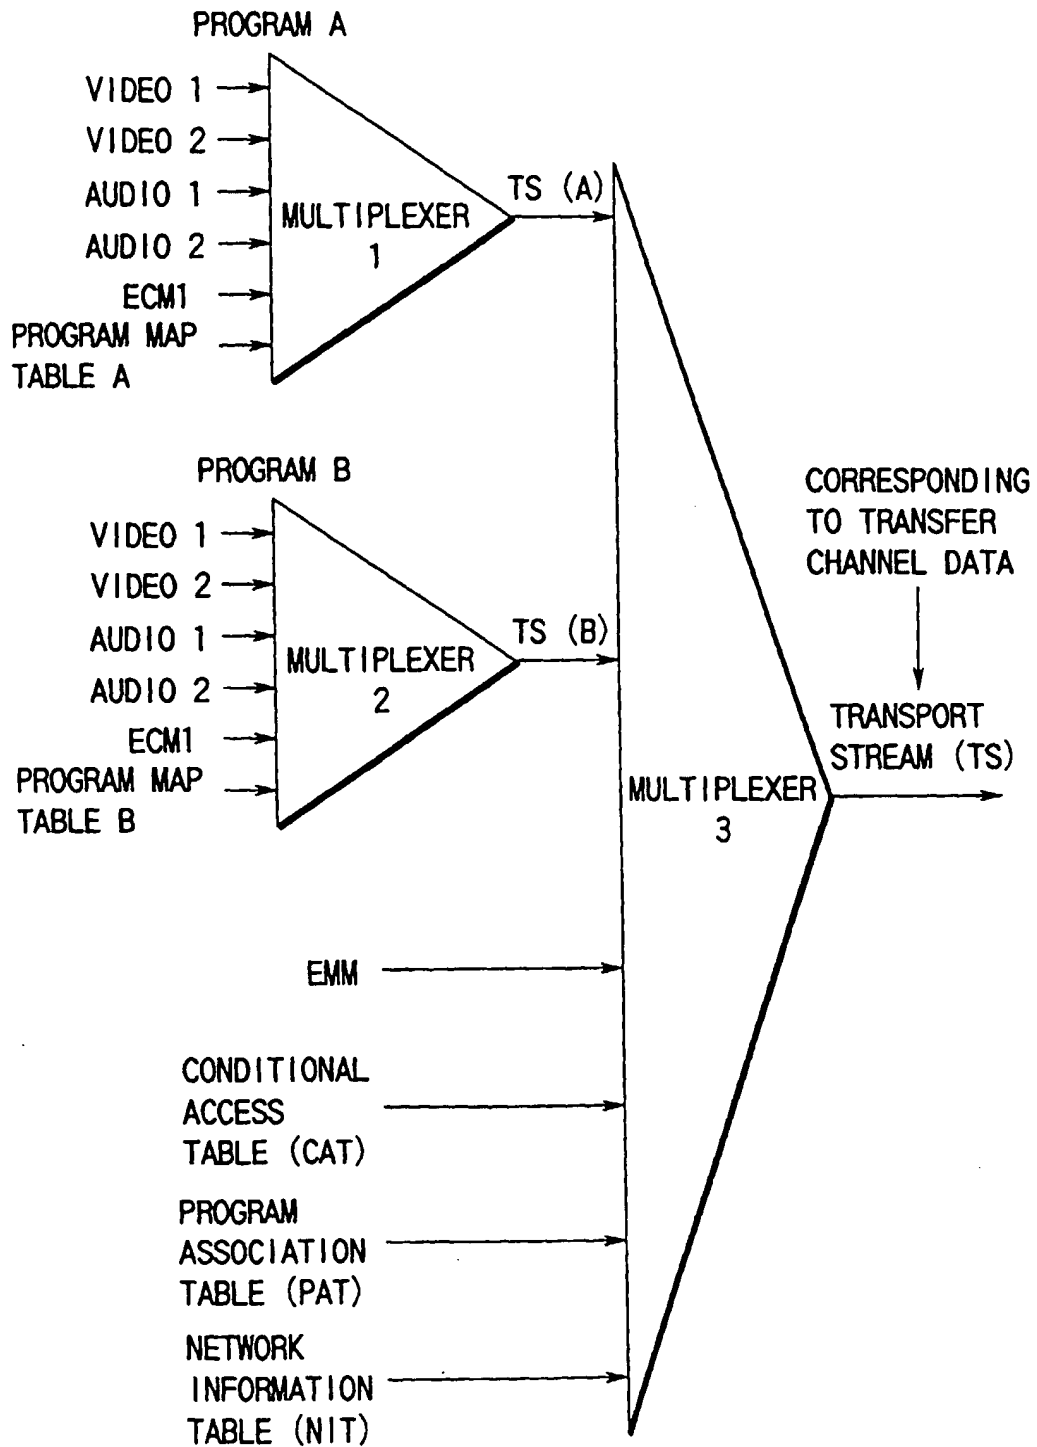 PROGRAM A
VIDEO 1
VIDEO 2
AUDIO 1
AUDIO 2
ECM1
PROGRAM MAP
TABLE A
MULTIPLEXER
1
TS (A)
PROGRAM B
VIDEO 1
VIDEO 2
AUDIO 1
AUDIO 2
ECM1
PROGRAM MAP
TABLE B
MULTIPLEXER
2
TS (B)
EMM
CONDITIONAL
ACCESS
TABLE (CAT)
PROGRAM
ASSOCIATION
TABLE (PAT)
NETWORK
INFORMATION
TABLE (NIT)
MULTIPLEXER
3
CORRESPONDING
TO TRANSFER
CHANNEL DATA
TRANSPORT
STREAM (TS)